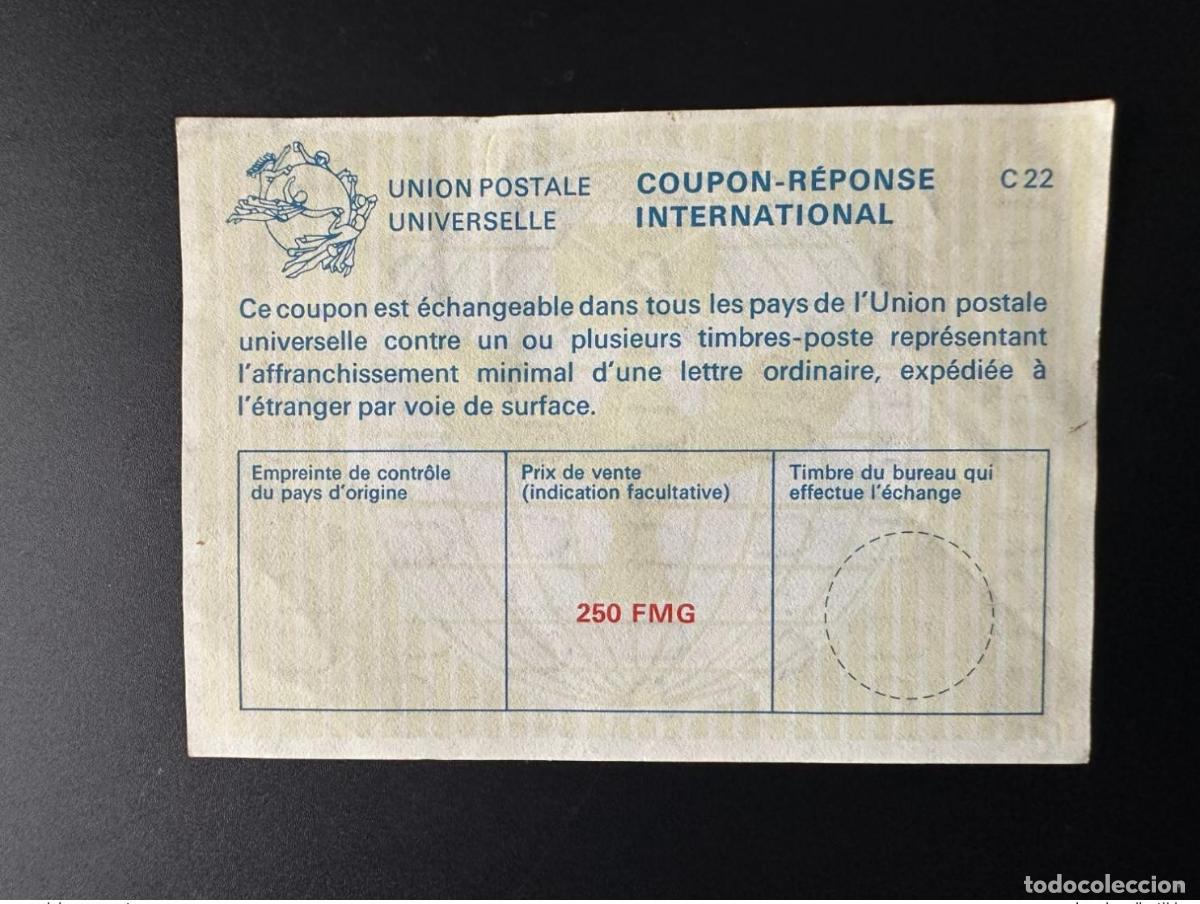 UNION POSTALE
UNIVERSELLE
COUPON-RÉPONSE
INTERNATIONAL
C 22
Ce coupon est échangeable dans tous les pays de l'Union postale
universelle contre un ou plusieurs timbres-poste représentant
l'affranchissement minimal d'une lettre ordinaire, expédiée à
l'étranger par voie de surface.
Empreinte de contrôle
du pays d'origine
Prix de vente
(indication facultative)
250 FMG
Timbre du bureau qui
effectue l'échange
todocoleccion